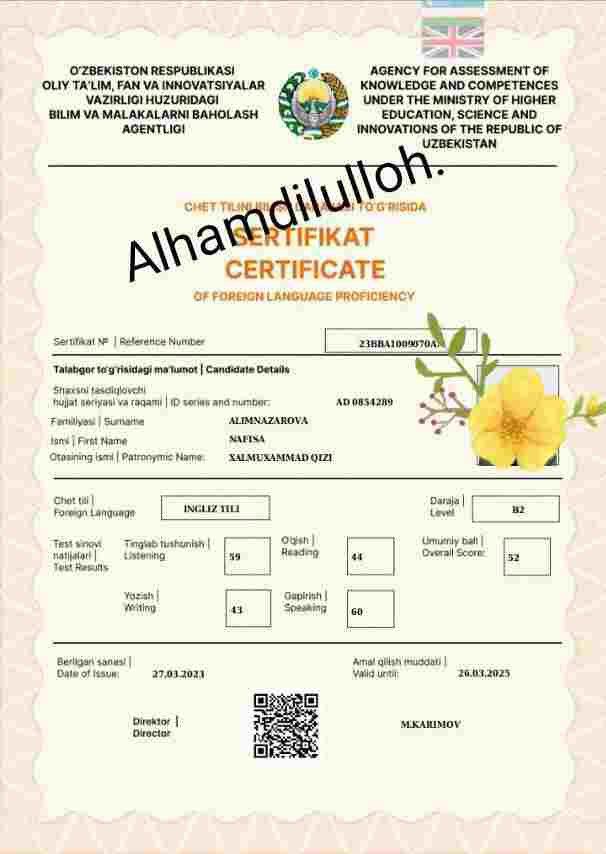 O'ZBEKISTON RESPUBLIKASI
OLIY TA'LIM, FAN VA INNOVATSIYALAR
VAZIRLIGI HUZURIDAGI
BILIM VA MALAKALARNI BAHOLASH
AGENTLIGI
AGENCY FOR ASSESSMENT OF
KNOWLEDGE AND COMPETENCES
UNDER THE MINISTRY OF HIGHER
EDUCATION, SCIENCE AND
INNOVATIONS OF THE REPUBLIC OF
UZBEKISTAN
Alhamdilulloh.
CHET TILINI BILISH DARAJASI TO'G'RISIDA
SERTIFIKAT
CERTIFICATE
OF FOREIGN LANGUAGE PROFICIENCY
Sertifikat № | Reference Number
23BBA1009070A
Talabgor to'g'risidagi ma'lumot | Candidate Details
Shaxsni tasdiqlovchi
hujjat seriyasi va raqami | ID series and number: AD 0854289
Familiyasi | Surname ALIMNAZAROVA
Ismi | First Name NAFISA
Otasining ismi | Patronymic Name: XALMUXAMMAD QIZI
Chet tili |
Foreign Language
INGLIZ TILI
Daraja |
Level
B2
Test sinovi
natijalari |
Test Results
Tinglab tushunish |
Listening
59
O'qish |
Reading
44
Umumiy ball |
Overall Score:
52
Yozish |
Writing
43
Gapirish |
Speaking
60
Berilgan sanasi |
Date of Issue: 27.03.2023
Amal qilish muddati |
Valid until: 26.03.2025
Direktor |
Director
M.KARIMOV